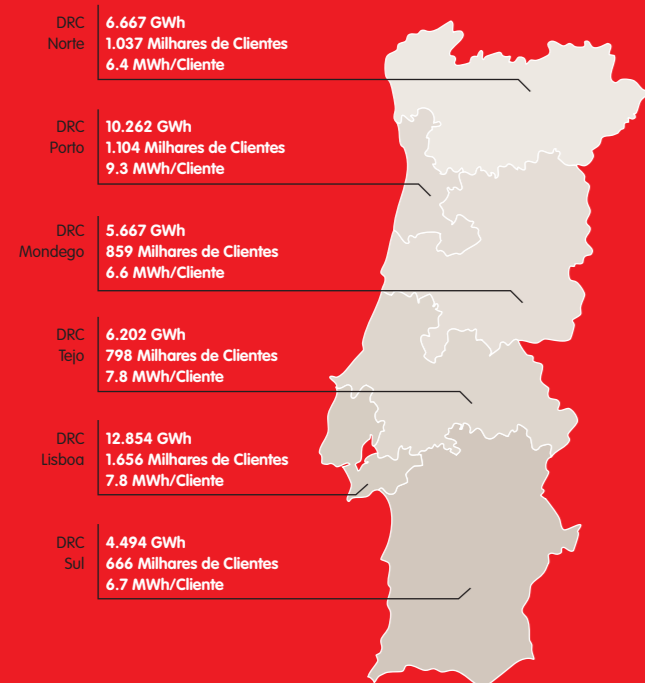 DRC
Norte
6.667 GWh
1.037 Milhares de Clientes
6.4 MWh/Cliente
DRC
Porto
10.262 GWh
1.104 Milhares de Clientes
9.3 MWh/Cliente
DRC
Mondego
5.667 GWh
859 Milhares de Clientes
6.6 MWh/Cliente
DRC
Tejo
6.202 GWh
798 Milhares de Clientes
7.8 MWh/Cliente
DRC
Lisboa
12.854 GWh
1.656 Milhares de Clientes
7.8 MWh/Cliente
DRC
Sul
4.494 GWh
666 Milhares de Clientes
6.7 MWh/Cliente